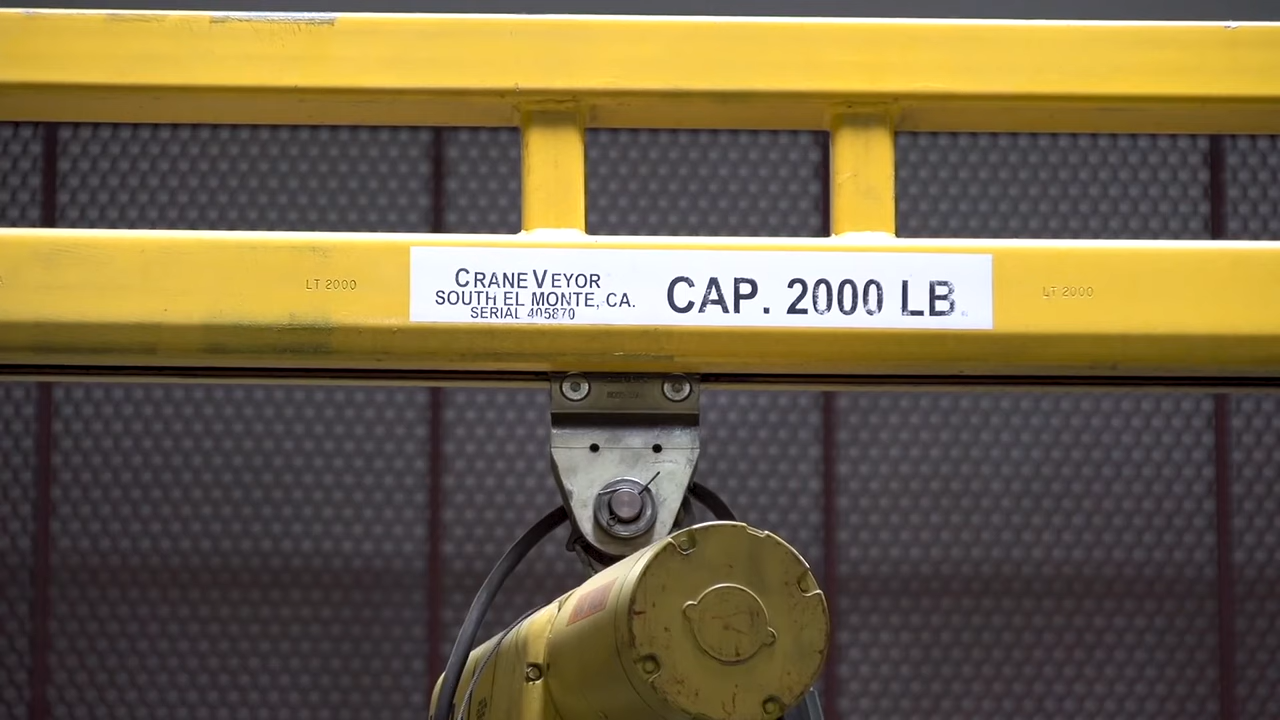 LT 2000
CRANEVEYOR
SOUTH EL MONTE, CA.
SERIAL 405870
CAP. 2000 LB
LT 2000